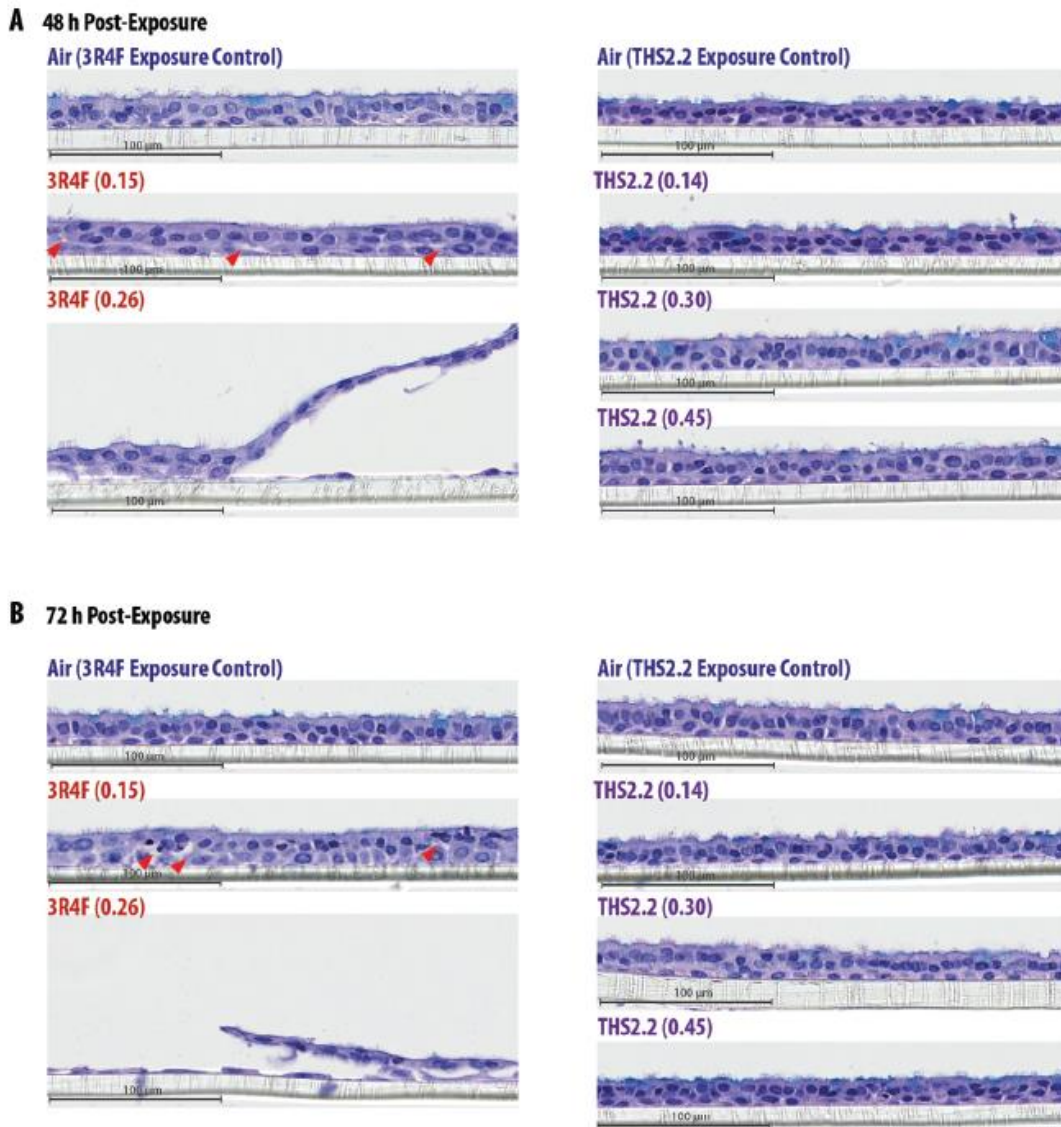 A 48 h Post-Exposure
Air (3R4F Exposure Control)
100 µm
3R4F (0.15)
100 µm
3R4F (0.26)
100 µm
Air (THS2.2 Exposure Control)
100 µm
THS2.2 (0.14)
100 µm
THS2.2 (0.30)
100 µm
THS2.2 (0.45)
100 µm
B 72 h Post-Exposure
Air (3R4F Exposure Control)
100 µm
3R4F (0.15)
100 µm
3R4F (0.26)
100 µm
Air (THS2.2 Exposure Control)
100 µm
THS2.2 (0.14)
100 µm
THS2.2 (0.30)
100 µm
THS2.2 (0.45)
100 µm